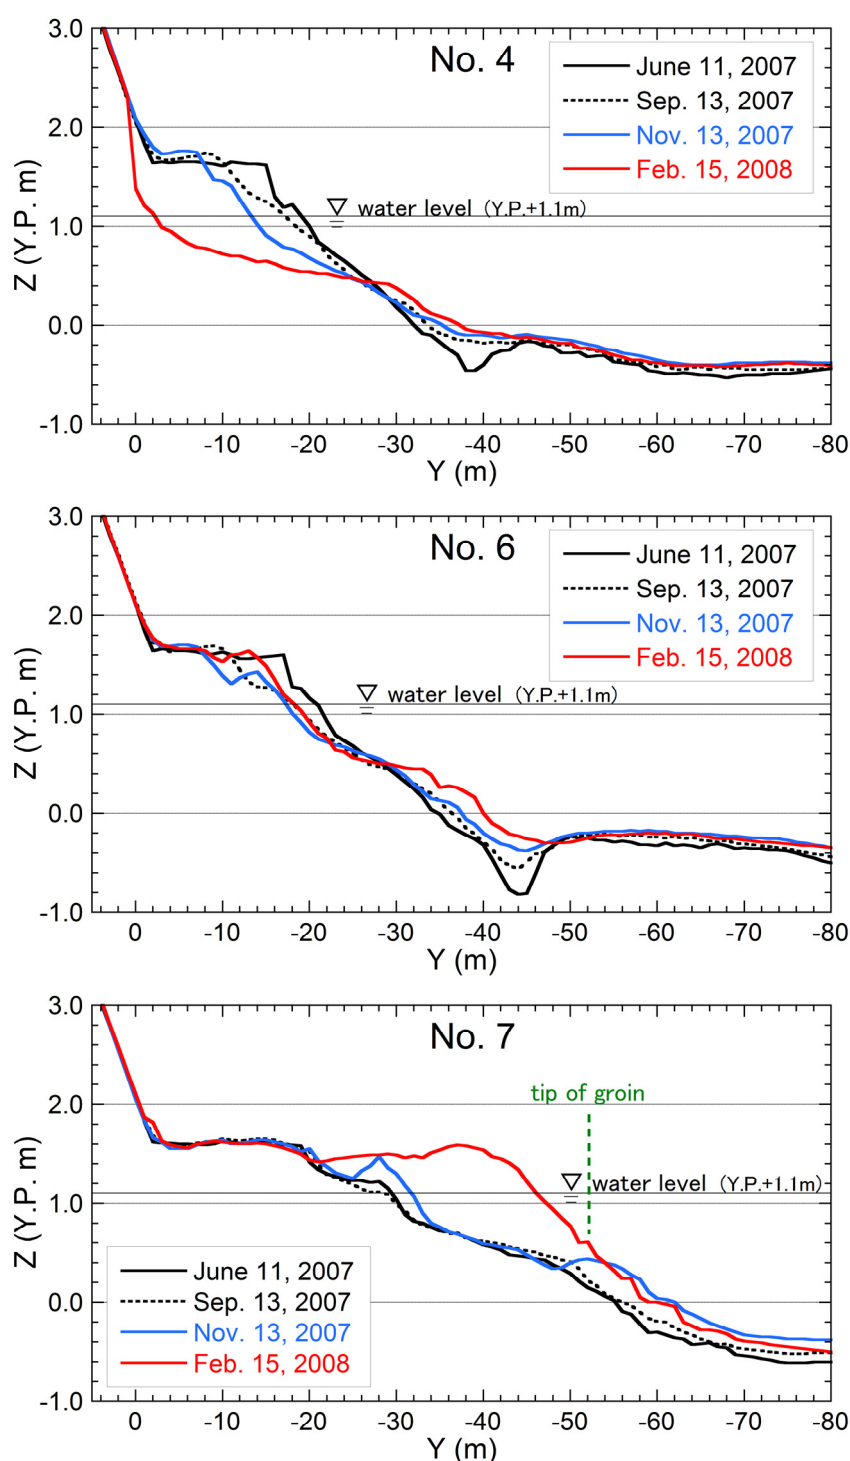 No. 4
June 11, 2007
Sep. 13, 2007
Nov. 13, 2007
Feb. 15, 2008
water level (Y.P.+1.1m)
Z (Y.P. m)
3.0
2.0
1.0
0.0
-1.0
0 -10 -20 -30 -40 -50 -60 -70 -80
Y (m)
No. 6
June 11, 2007
Sep. 13, 2007
Nov. 13, 2007
Feb. 15, 2008
water level (Y.P.+1.1m)
Z (Y.P. m)
3.0
2.0
1.0
0.0
-1.0
0 -10 -20 -30 -40 -50 -60 -70 -80
Y (m)
No. 7
tip of groin
water level (Y.P.+1.1m)
June 11, 2007
Sep. 13, 2007
Nov. 13, 2007
Feb. 15, 2008
Z (Y.P. m)
3.0
2.0
1.0
0.0
-1.0
0 -10 -20 -30 -40 -50 -60 -70 -80
Y (m)